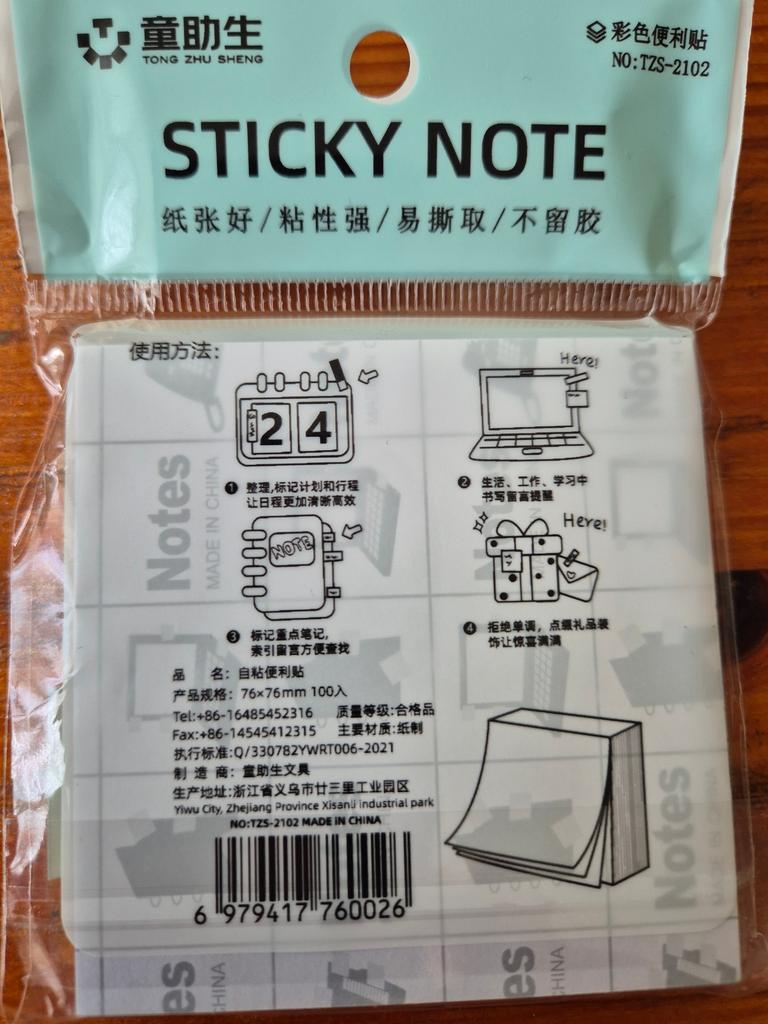 童助生
TONG ZHU SHENG
彩色便利贴
NO:TZS-2102
STICKY NOTE
纸张好/粘性强/易撕取/不留胶
使用方法:
24
❶ 整理,标记计划和行程
让日程更加清晰高效
Here!
❷ 生活、工作、学习中
书写留言提醒
NOTE
❸ 标记重点笔记,
索引留言方便查找
Here!
❹ 拒绝单调，点缀礼品装
饰让惊喜满满
品 名：自粘便利贴
产品规格：76×76mm 100入
Tel:+86-16485452316 质量等级:合格品
Fax:+86-14545412315 主要材质:纸制
执行标准:Q/330782YWRT006-2021
制 造 商：童助生文具
生产地址:浙江省义乌市廿三里工业园区
Yiwu City, Zhejiang Province Xisanli industrial park
NO:TZS-2102 MADE IN CHINA
6 979417 760026
Notes
MADE IN CHINA
Notes